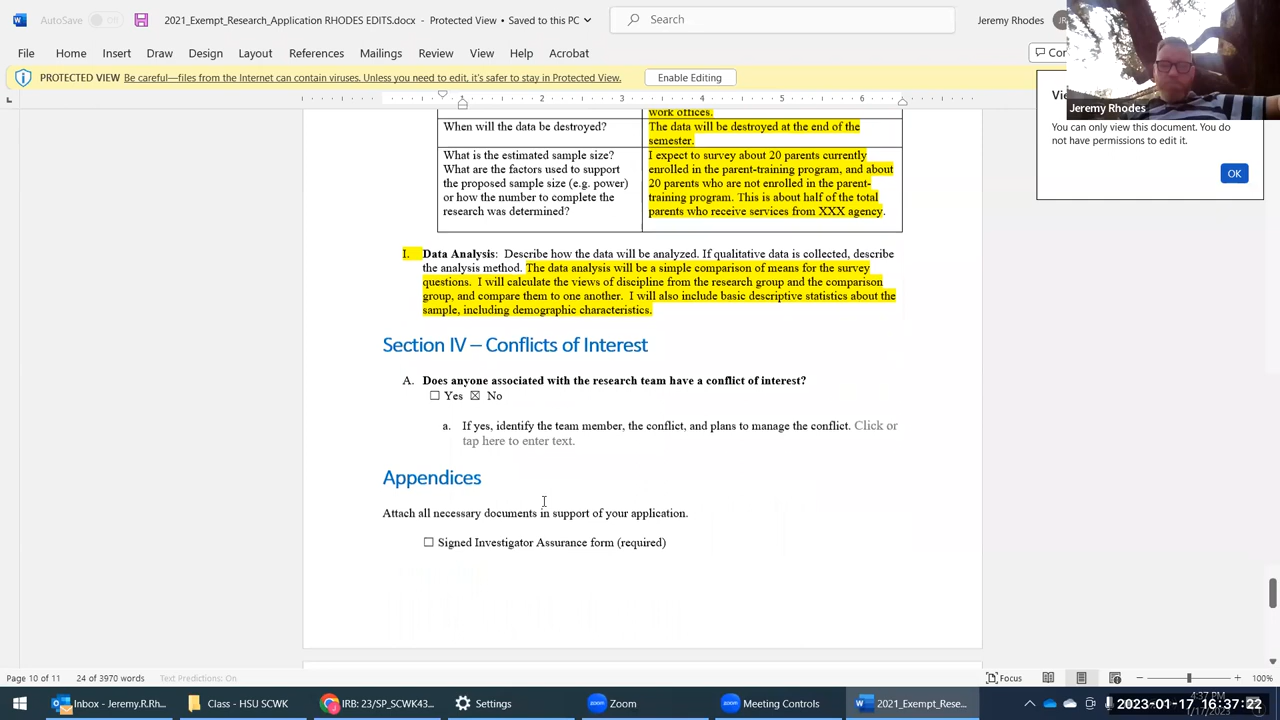 AutoSave Off 2021_Exempt_Research_Application RHODES EDITS.docx - Protected View • Saved to this PC Search Jeremy Rhodes
File Home Insert Draw Design Layout References Mailings Review View Help Acrobat
PROTECTED VIEW Be careful—files from the Internet can contain viruses. Unless you need to edit, it's safer to stay in Protected View. Enable Editing
Jeremy Rhodes
You can only view this document. You do
not have permissions to edit it.
OK
1 2 3 4 5 6 7
work offices.
When will the data be destroyed?
The data will be destroyed at the end of the
semester.
What is the estimated sample size?
What are the factors used to support
the proposed sample size (e.g. power)
or how the number to complete the
research was determined?
I expect to survey about 20 parents currently
enrolled in the parent-training program, and about
20 parents who are not enrolled in the parent-
training program. This is about half of the total
parents who receive services from XXX agency.
I. Data Analysis: Describe how the data will be analyzed. If qualitative data is collected, describe
the analysis method. The data analysis will be a simple comparison of means for the survey
questions. I will calculate the views of discipline from the research group and the comparison
group, and compare them to one another. I will also include basic descriptive statistics about the
sample, including demographic characteristics.
Section IV – Conflicts of Interest
A. Does anyone associated with the research team have a conflict of interest?
☐ Yes ☒ No
a. If yes, identify the team member, the conflict, and plans to manage the conflict. Click or
tap here to enter text.
Appendices
Attach all necessary documents in support of your application.
☐ Signed Investigator Assurance form (required)
Page 10 of 11 24 of 3970 words Text Predictions: On Focus 100%
Inbox - Jeremy.R.Rh... Class - HSU SCWK IRB: 23/SP_SCWK43... Settings Zoom Meeting Controls 2021_Exempt_Rese...
4:37 PM
2023-01-17 16:37:22